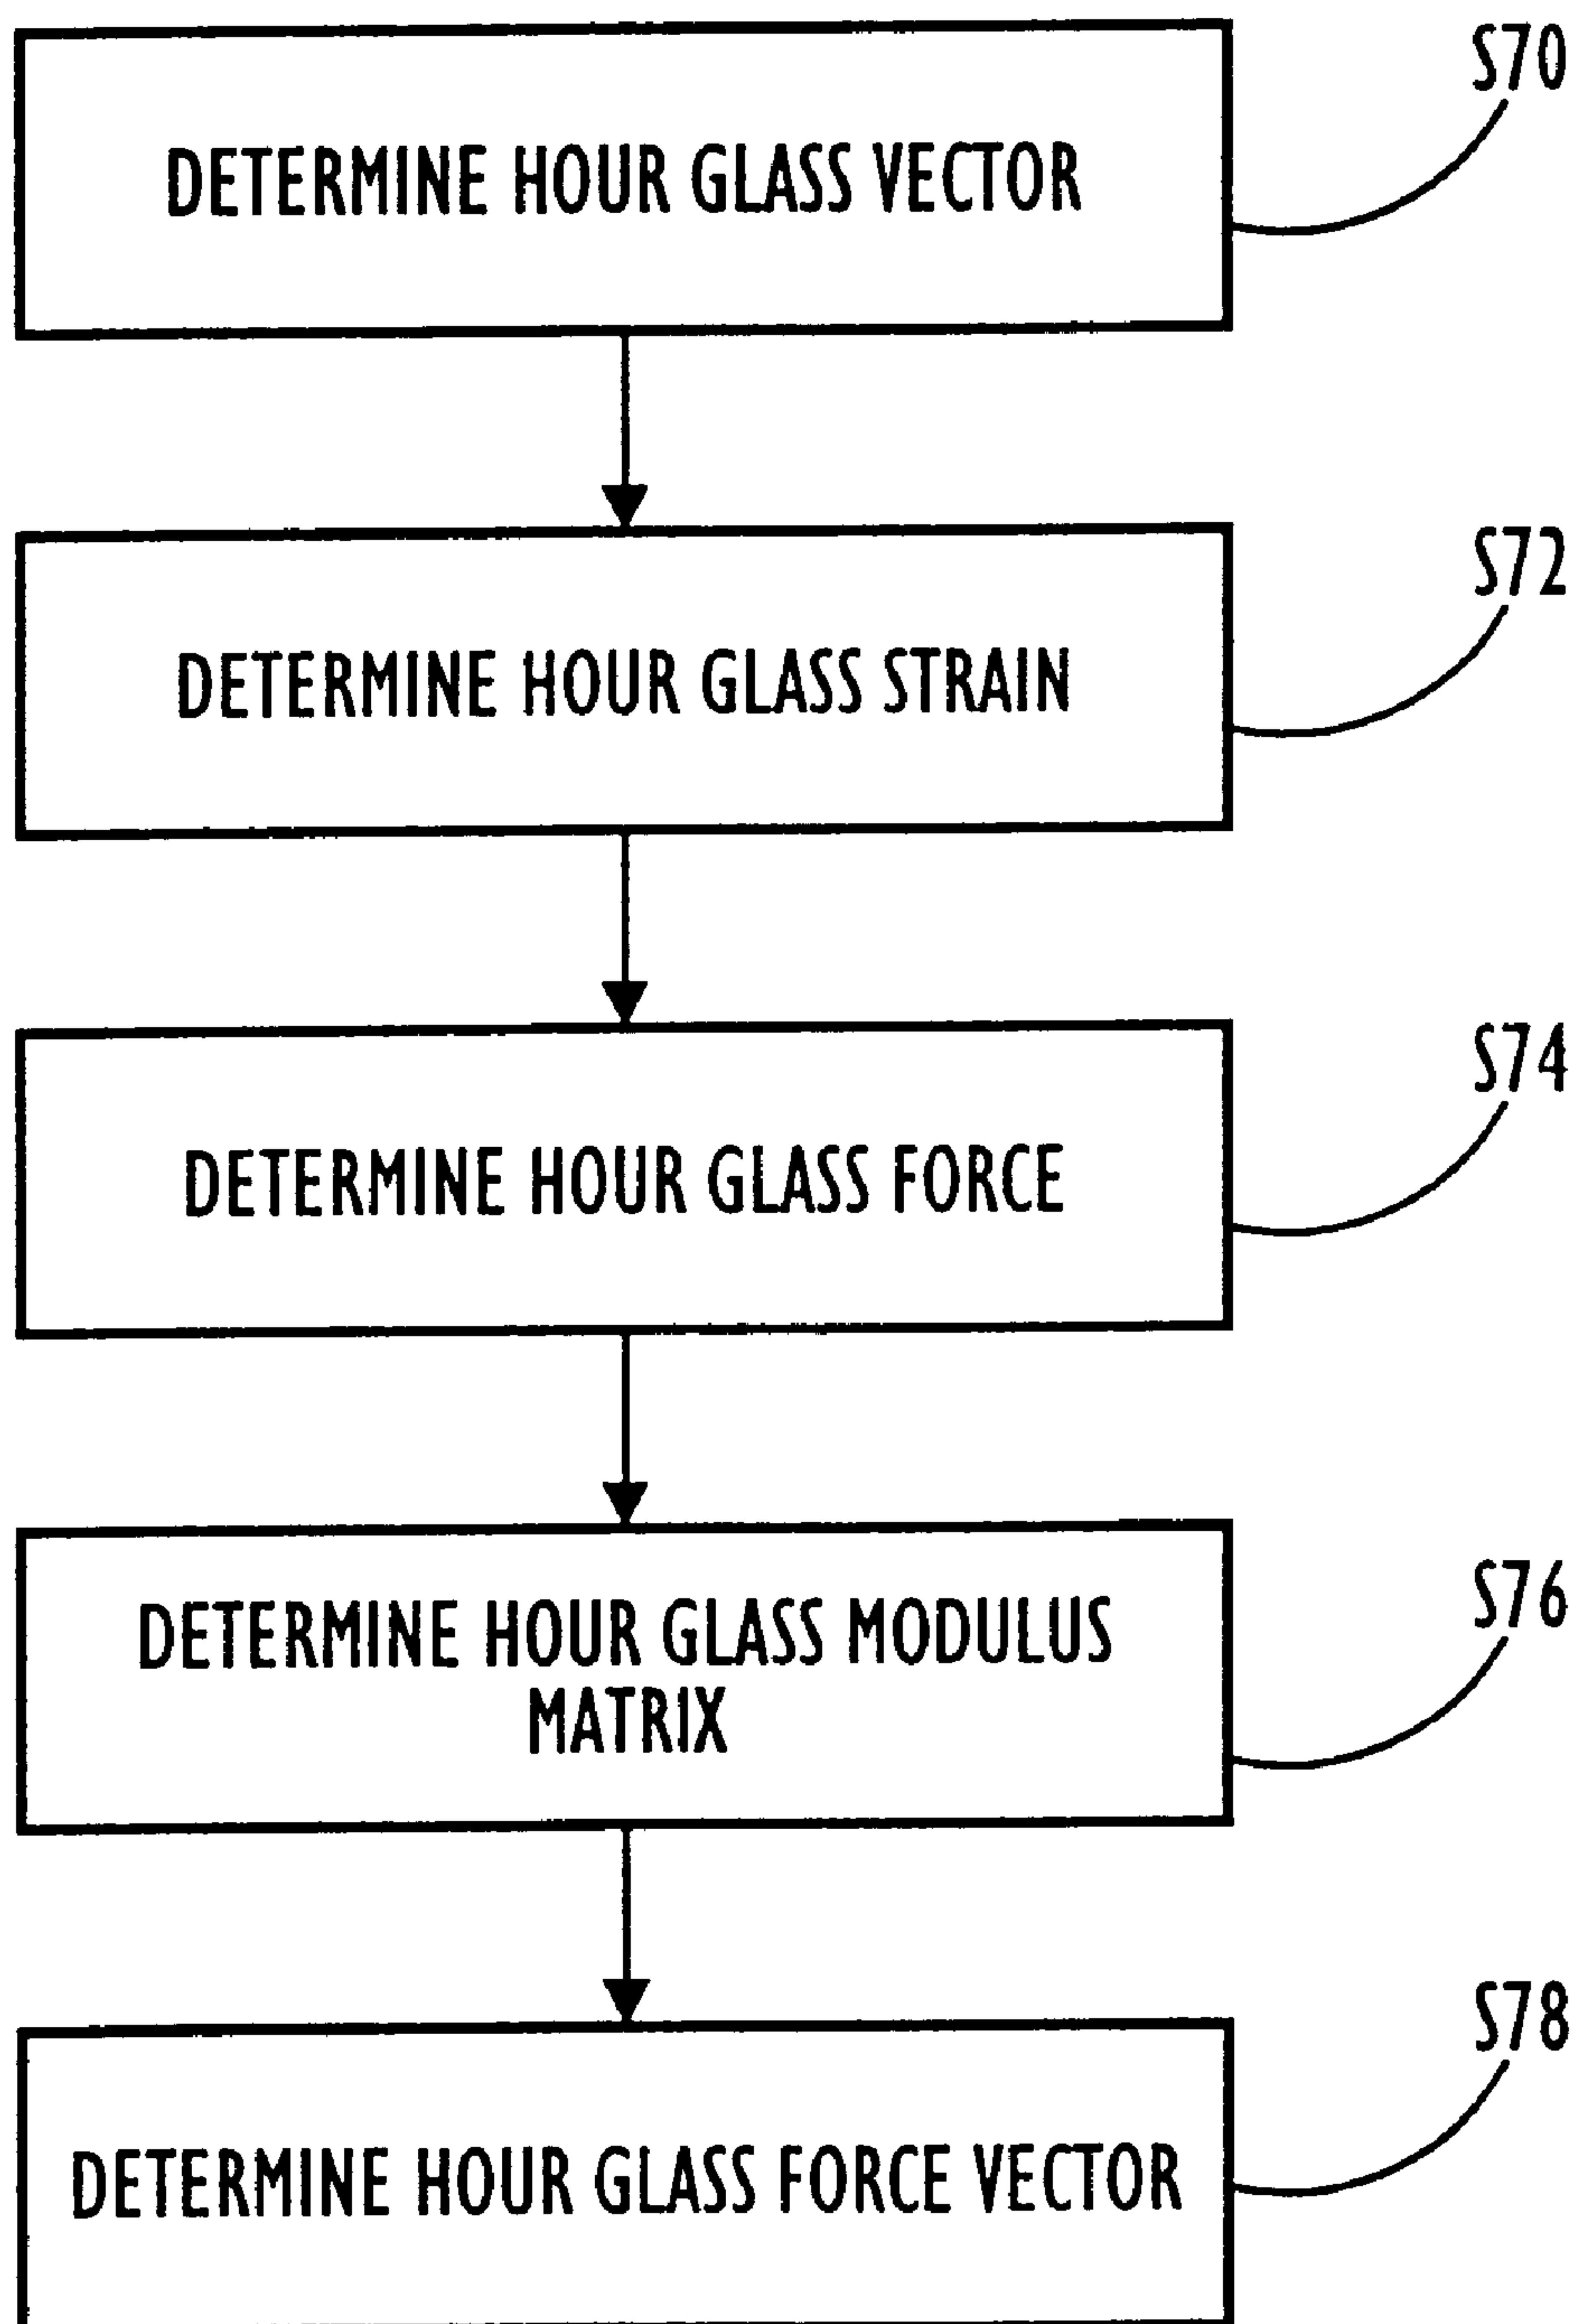 S70
DETERMINE HOUR GLASS VECTOR
S72
DETERMINE HOUR GLASS STRAIN
S74
DETERMINE HOUR GLASS FORCE
S76
DETERMINE HOUR GLASS MODULUS
MATRIX
S78
DETERMINE HOUR GLASS FORCE VECTOR